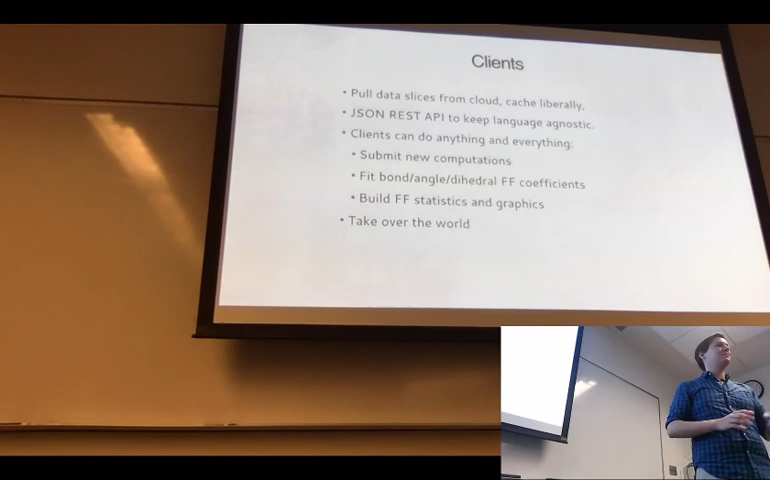 Clients
• Pull data slices from cloud, cache liberally.
• JSON REST API to keep language agnostic.
• Clients can do anything and everything:
• Submit new computations
• Fit bond/angle/dihedral FF coefficients
• Build FF statistics and graphics
• Take over the world